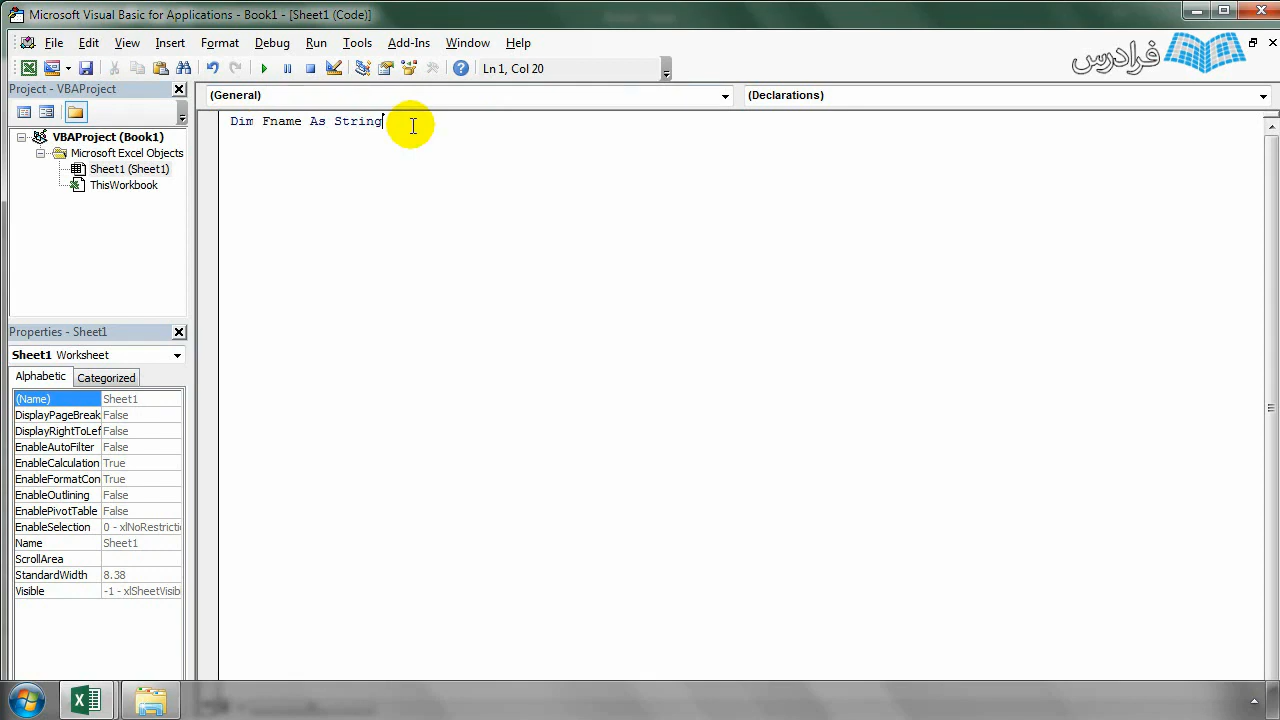 Microsoft Visual Basic for Applications - Book1 - [Sheet1 (Code)]
File Edit View Insert Format Debug Run Tools Add-Ins Window Help
فرادرس
Ln 1, Col 20
Project - VBAProject
(General)
(Declarations)
VBAProject (Book1)
Microsoft Excel Objects
Sheet1 (Sheet1)
ThisWorkbook
Dim Fname As String
Properties - Sheet1
Sheet1 Worksheet
Alphabetic Categorized
(Name) Sheet1
DisplayPageBreak False
DisplayRightToLef False
EnableAutoFilter False
EnableCalculation True
EnableFormatCon True
EnableOutlining False
EnablePivotTable False
EnableSelection 0 - xlNoRestricti
Name Sheet1
ScrollArea
StandardWidth 8.38
Visible -1 - xlSheetVisib